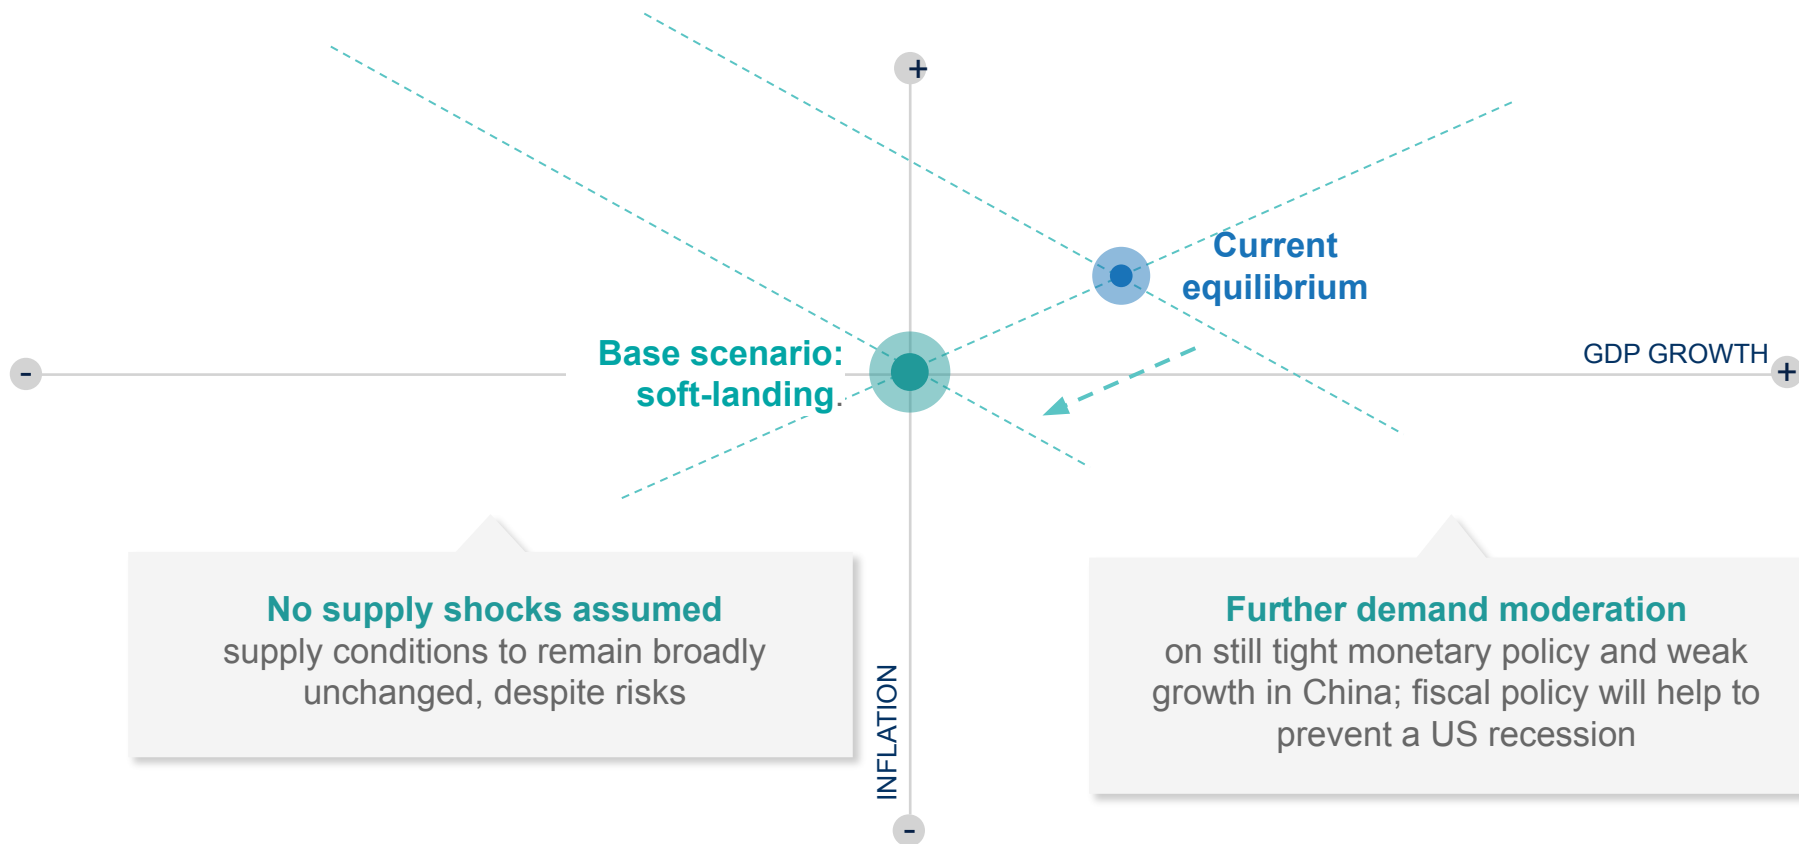 +
Current
equilibrium
Base scenario:
soft-landing.
GDP GROWTH
-
+
No supply shocks assumed
supply conditions to remain broadly
unchanged, despite risks
INFLATION
Further demand moderation
on still tight monetary policy and weak
growth in China; fiscal policy will help to
prevent a US recession
-